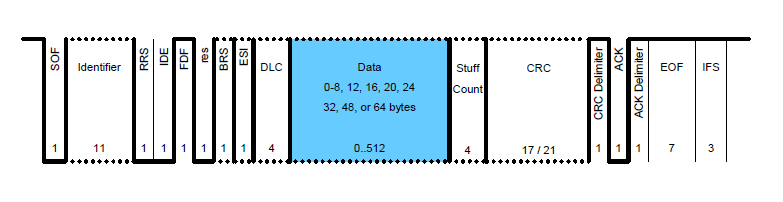 SOF
Identifier
RRS
IDE
FDF
res
BRS
ESI
DLC
Data
0-8, 12, 16, 20, 24
32, 48, or 64 bytes
Stuff
Count
CRC
CRC Delimiter
ACK
ACK Delimiter
EOF
IFS
1
11
1
1
1
1
1
1
4
0..512
4
17 / 21
1
1
1
7
3